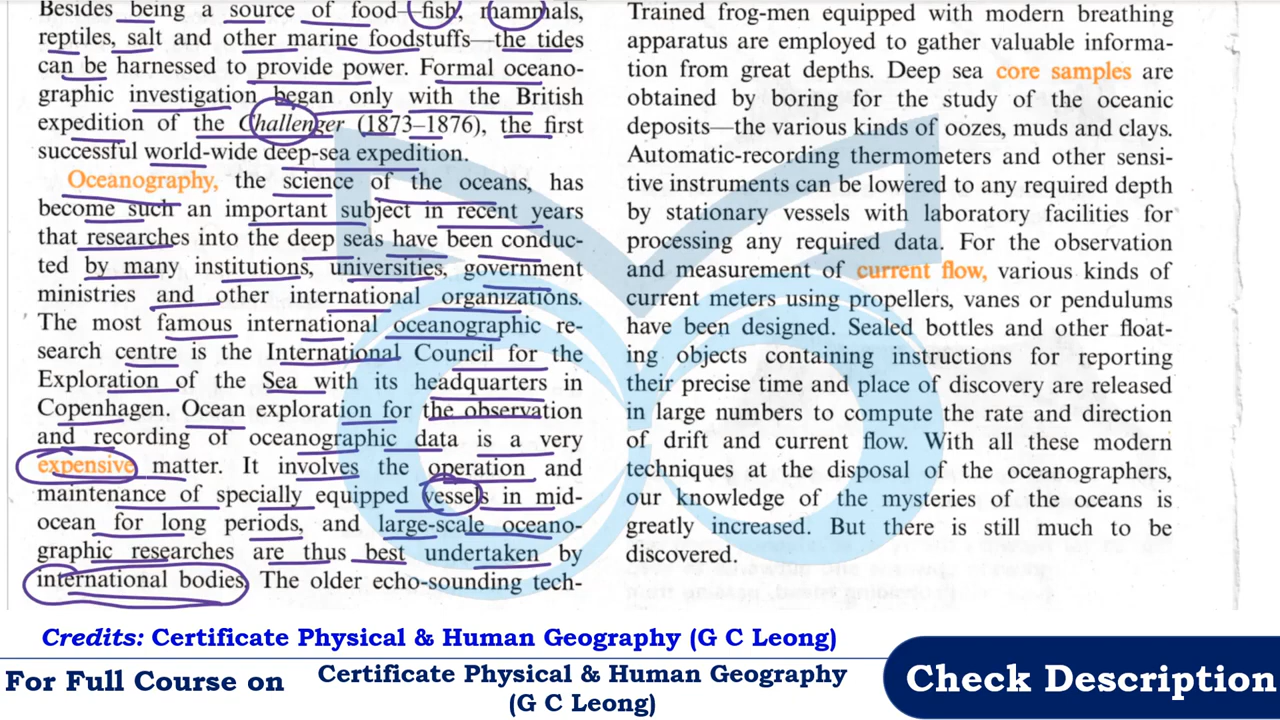 Besides being a source of food—fish, mammals,
reptiles, salt and other marine foodstuffs—the tides
can be harnessed to provide power. Formal oceano-
graphic investigation began only with the British
expedition of the Challenger (1873–1876), the first
successful world-wide deep-sea expedition.
Oceanography, the science of the oceans, has
become such an important subject in recent years
that researches into the deep seas have been conduc-
ted by many institutions, universities, government
ministries and other international organizations.
The most famous international oceanographic re-
search centre is the International Council for the
Exploration of the Sea with its headquarters in
Copenhagen. Ocean exploration for the observation
and recording of oceanographic data is a very
expensive matter. It involves the operation and
maintenance of specially equipped vessels in mid-
ocean for long periods, and large-scale oceano-
graphic researches are thus best undertaken by
international bodies. The older echo-sounding tech-
Trained frog-men equipped with modern breathing
apparatus are employed to gather valuable informa-
tion from great depths. Deep sea core samples are
obtained by boring for the study of the oceanic
deposits—the various kinds of oozes, muds and clays.
Automatic-recording thermometers and other sensi-
tive instruments can be lowered to any required depth
by stationary vessels with laboratory facilities for
processing any required data. For the observation
and measurement of current flow, various kinds of
current meters using propellers, vanes or pendulums
have been designed. Sealed bottles and other float-
ing objects containing instructions for reporting
their precise time and place of discovery are released
in large numbers to compute the rate and direction
of drift and current flow. With all these modern
techniques at the disposal of the oceanographers,
our knowledge of the mysteries of the oceans is
greatly increased. But there is still much to be
discovered.
Credits: Certificate Physical & Human Geography (G C Leong)
For Full Course on
Certificate Physical & Human Geography
(G C Leong)
Check Description